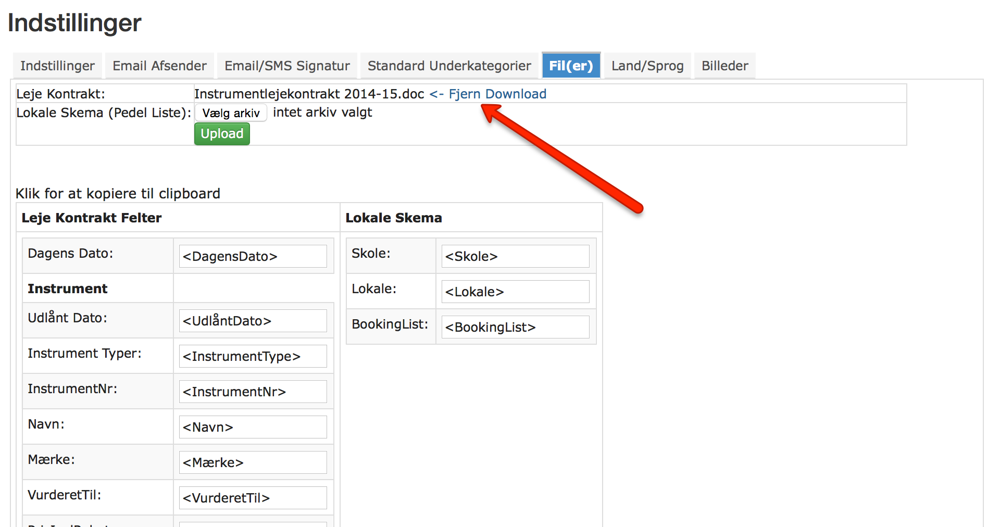 Indstillinger
Indstillinger Email Afsender Email/SMS Signatur Standard Underkategorier Fil(er) Land/Sprog Billeder
Leje Kontrakt: Instrumentlejekontrakt 2014-15.doc <- Fjern Download
Lokale Skema (Pedel Liste): Vælg arkiv intet arkiv valgt
Upload
Klik for at kopiere til clipboard
Leje Kontrakt Felter Lokale Skema
Dagens Dato: <DagensDato> Skole: <Skole>
Instrument Lokale: <Lokale>
Udlånt Dato: <UdlåntDato> BookingList: <BookingList>
Instrument Typer: <InstrumentType>
InstrumentNr: <InstrumentNr>
Navn: <Navn>
Mærke: <Mærke>
VurderetTil: <VurderetTil>